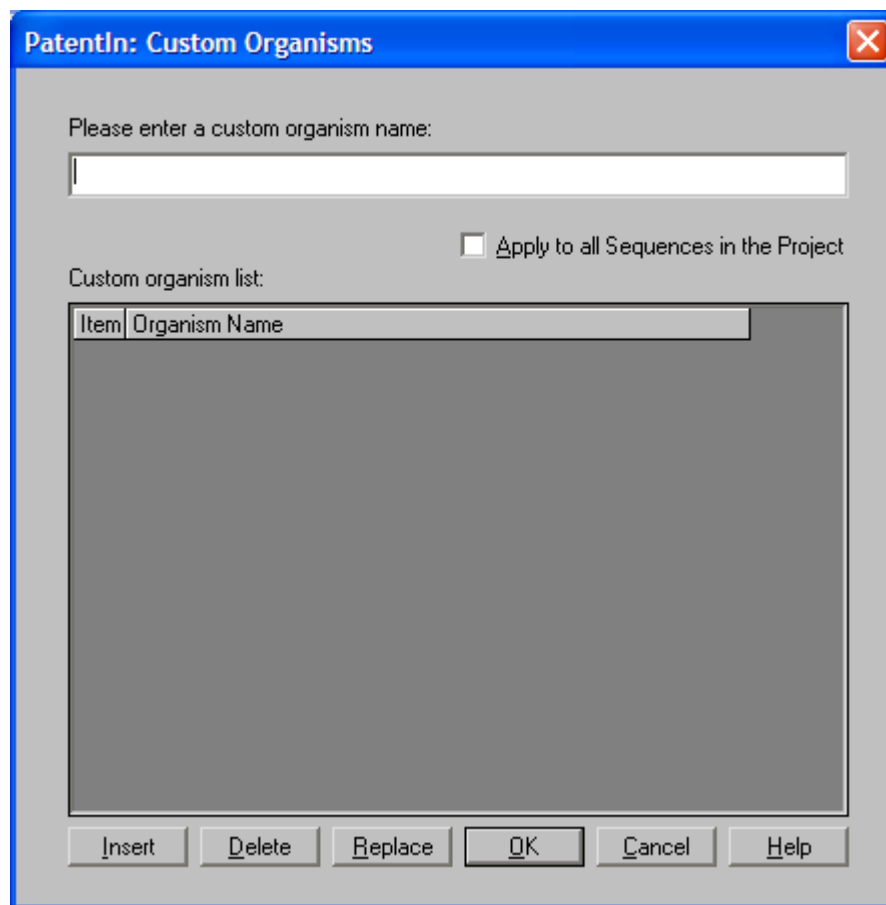 PatentIn: Custom Organisms
Please enter a custom organism name:
Apply to all Sequences in the Project
Custom organism list:
Item Organism Name
Insert Delete Replace OK Cancel Help